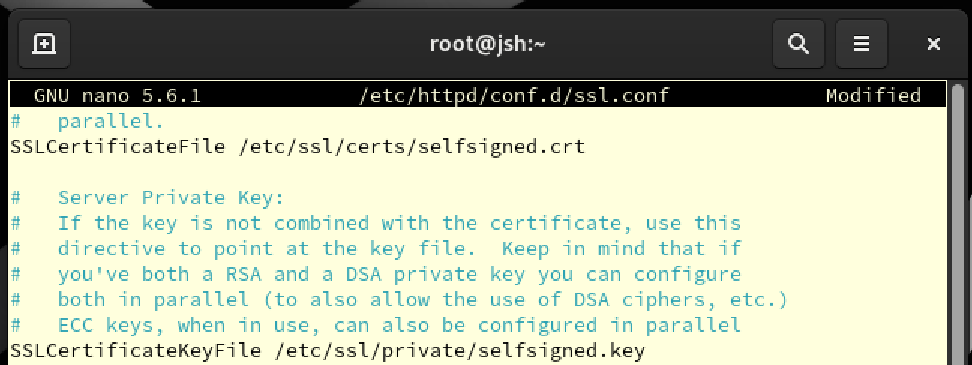 root@jsh:~
GNU nano 5.6.1 /etc/httpd/conf.d/ssl.conf Modified
#   parallel.
SSLCertificateFile /etc/ssl/certs/selfsigned.crt

#   Server Private Key:
#   If the key is not combined with the certificate, use this
#   directive to point at the key file.  Keep in mind that if
#   you've both a RSA and a DSA private key you can configure
#   both in parallel (to also allow the use of DSA ciphers, etc.)
#   ECC keys, when in use, can also be configured in parallel
SSLCertificateKeyFile /etc/ssl/private/selfsigned.key